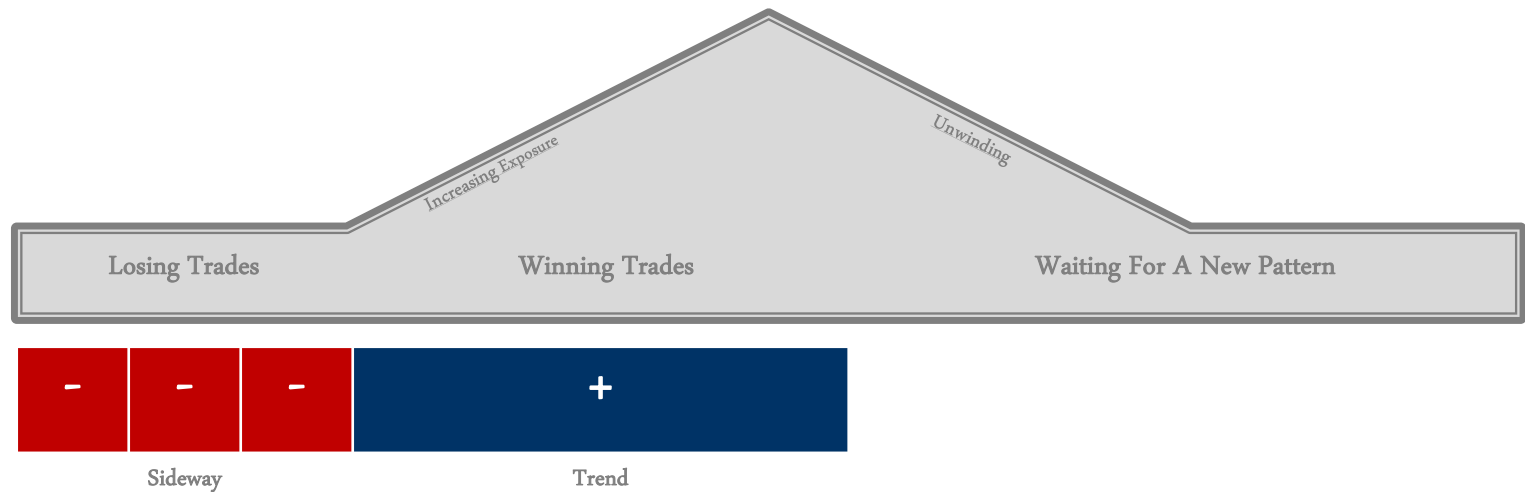 Increasing Exposure
Unwinding
Losing Trades
Winning Trades
Waiting For A New Pattern
-
-
-
+
Sideway
Trend